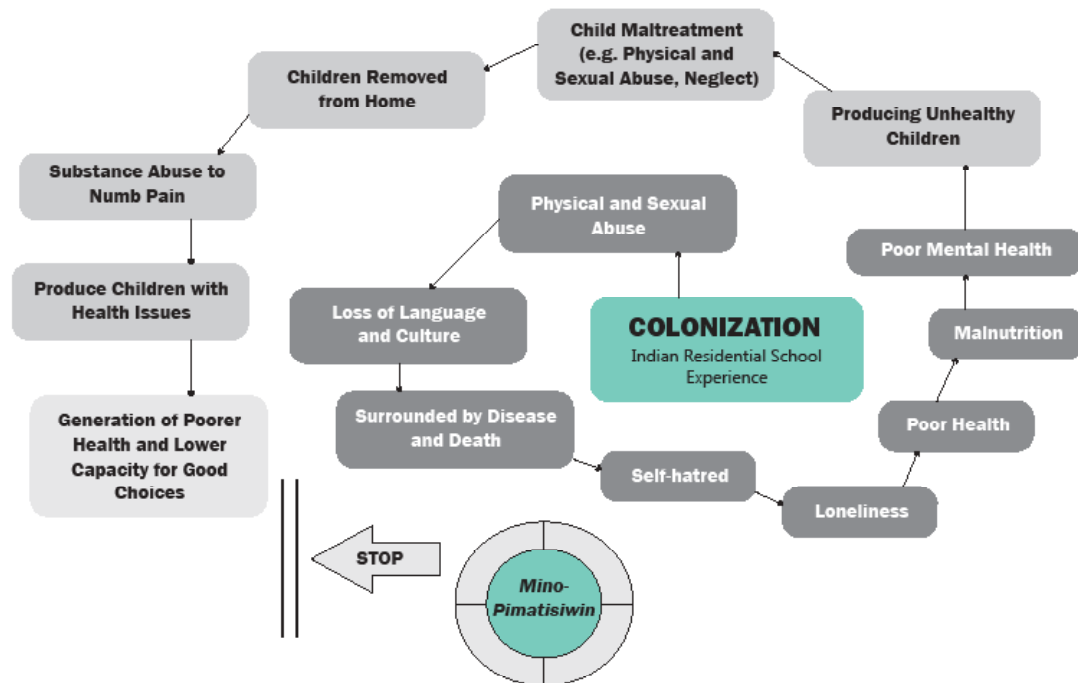 COLONIZATION
Indian Residential School
Experience
Physical and Sexual
Abuse
Loss of Language
and Culture
Surrounded by Disease
and Death
Self-hatred
Loneliness
Poor Health
Malnutrition
Poor Mental Health
Producing Unhealthy
Children
Child Maltreatment
(e.g. Physical and
Sexual Abuse, Neglect)
Children Removed
from Home
Substance Abuse to
Numb Pain
Produce Children with
Health Issues
Generation of Poorer
Health and Lower
Capacity for Good
Choices
STOP
Mino-
Pimatisiwin